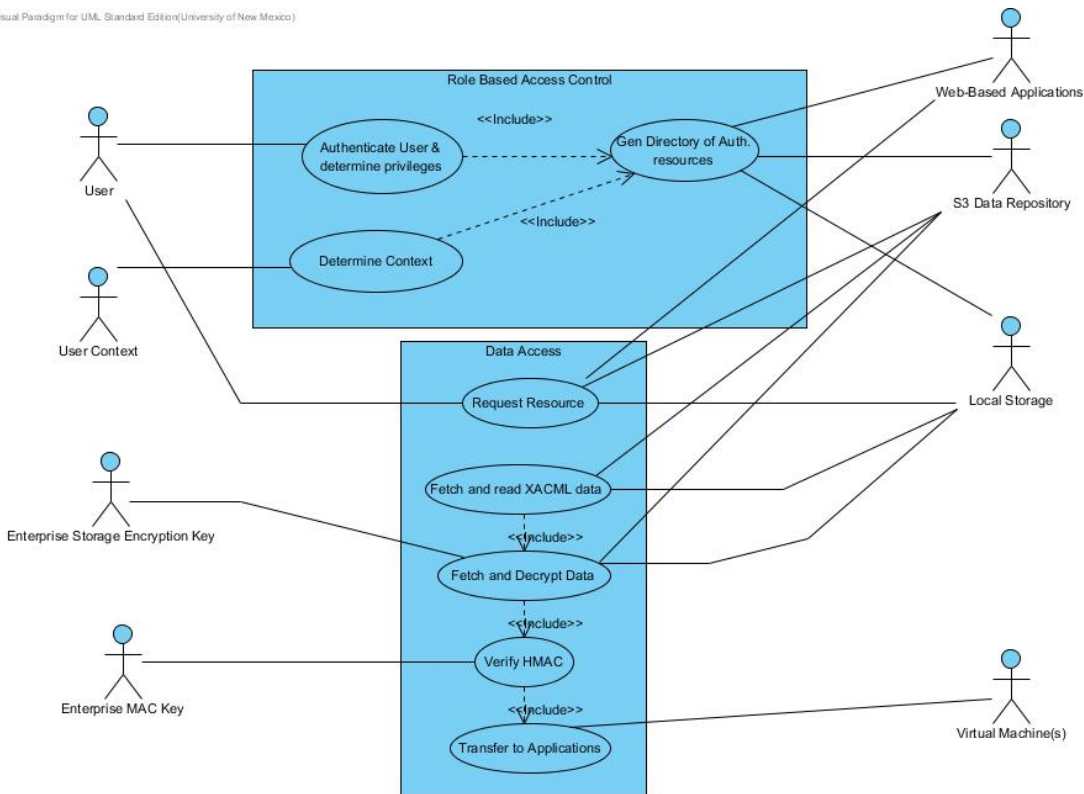 sual Paradigm for UML Standard Edition(University of New Mexico)
Role Based Access Control
Web-Based Applications
<<Include>>
Authenticate User &
determine privileges
Gen Directory of Auth.
resources
User
S3 Data Repository
<<Include>>
Determine Context
User Context
Data Access
Request Resource
Local Storage
Fetch and read XACML data
Enterprise Storage Encryption Key
<<Include>>
Fetch and Decrypt Data
<<Include>>
Verify HMAC
Enterprise MAC Key
<<Include>>
Transfer to Applications
Virtual Machine(s)